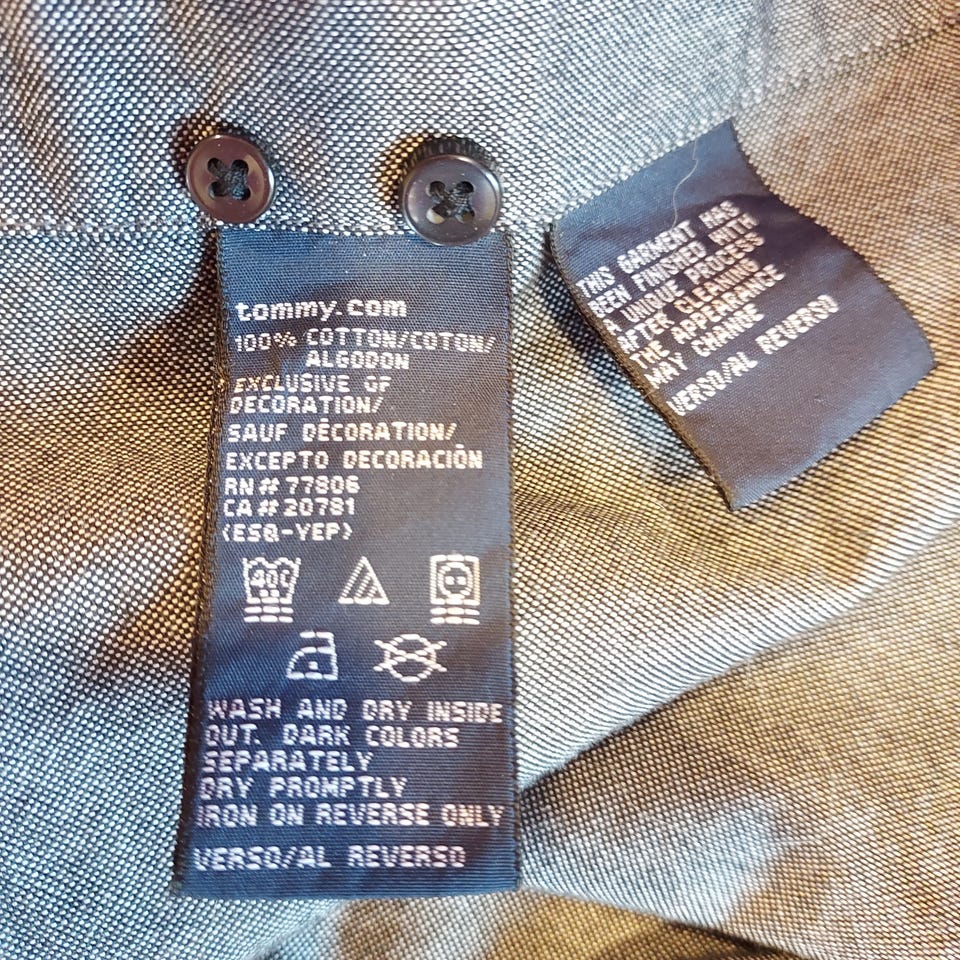 tommy.com
100% COTTON/COTON/
ALGODON
EXCLUSIVE OF
DECORATION/
SAUF DÉCORATION/
EXCEPTO DECORACIÓN
RN # 77806
CA # 20781
(ESQ-YEP)
40C
WASH AND DRY INSIDE
OUT. DARK COLORS
SEPARATELY
DRY PROMPTLY
IRON ON REVERSE ONLY
VERSO/AL REVERSO
THIS GARMENT HAS
BEEN FINISHED WITH
A UNIQUE PROCESS
AFTER CLEANING
THE APPEARANCE
MAY CHANGE
VERSO/AL REVERSO